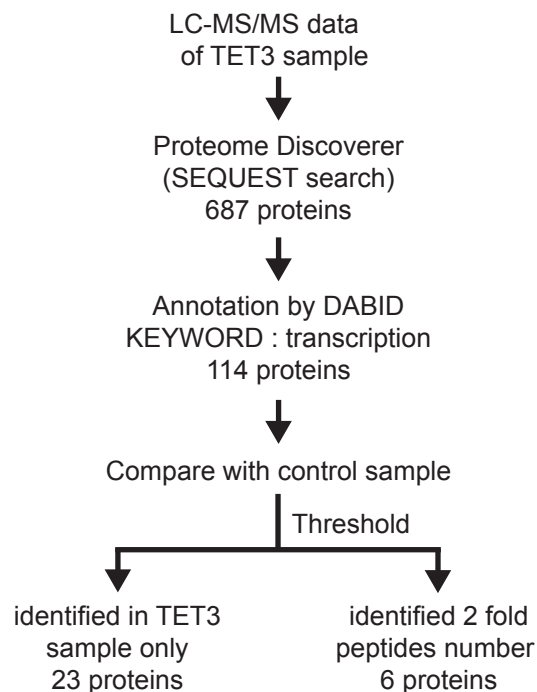 LC-MS/MS data
of TET3 sample
Proteome Discoverer
(SEQUEST search)
687 proteins
Annotation by DABID
KEYWORD : transcription
114 proteins
Compare with control sample
Threshold
identified in TET3
sample only
23 proteins
identified 2 fold
peptides number
6 proteins